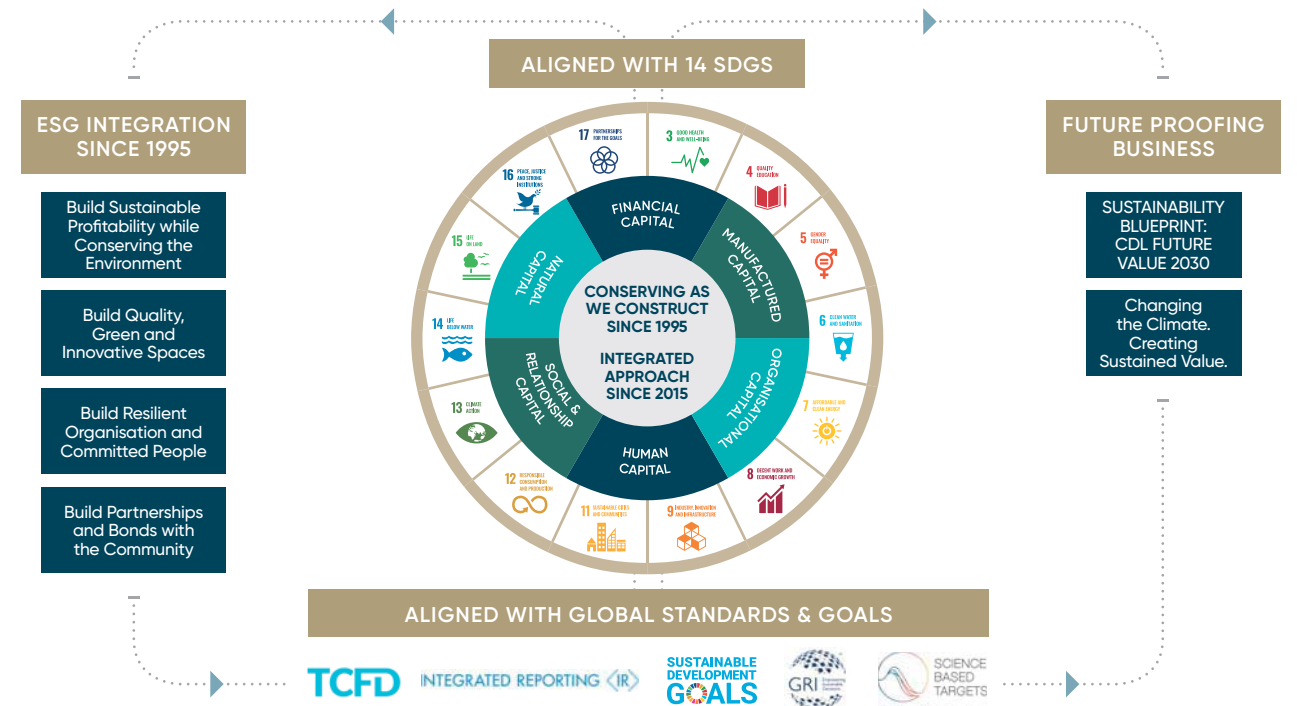 ALIGNED WITH 14 SDGS
ESG INTEGRATION
SINCE 1995
Build Sustainable
Profitability while
Conserving the
Environment
Build Quality,
Green and
Innovative Spaces
Build Resilient
Organisation and
Committed People
Build Partnerships
and Bonds with
the Community
17 PARTNERSHIPS
FOR THE GOALS
3 GOOD HEALTH
AND WELL-BEING
4 QUALITY
EDUCATION
5 GENDER
EQUALITY
6 CLEAN WATER
AND SANITATION
7 AFFORDABLE AND
CLEAN ENERGY
8 DECENT WORK AND
ECONOMIC GROWTH
9 INDUSTRY, INNOVATION
AND INFRASTRUCTURE
11 SUSTAINABLE CITIES
AND COMMUNITIES
12 RESPONSIBLE
CONSUMPTION
AND PRODUCTION
13 CLIMATE
ACTION
14 LIFE
BELOW WATER
15 LIFE
ON LAND
16 PEACE, JUSTICE
AND STRONG
INSTITUTIONS
FINANCIAL
CAPITAL
MANUFACTURED
CAPITAL
ORGANISATIONAL
CAPITAL
HUMAN
CAPITAL
SOCIAL &
RELATIONSHIP
CAPITAL
NATURAL
CAPITAL
CONSERVING AS
WE CONSTRUCT
SINCE 1995
INTEGRATED
APPROACH
SINCE 2015
FUTURE PROOFING
BUSINESS
SUSTAINABILITY
BLUEPRINT:
CDL FUTURE
VALUE 2030
Changing
the Climate.
Creating
Sustained Value.
ALIGNED WITH GLOBAL STANDARDS & GOALS
TCFD
INTEGRATED REPORTING <IR>
SUSTAINABLE
DEVELOPMENT
GOALS
GRI
SCIENCE
BASED
TARGETS